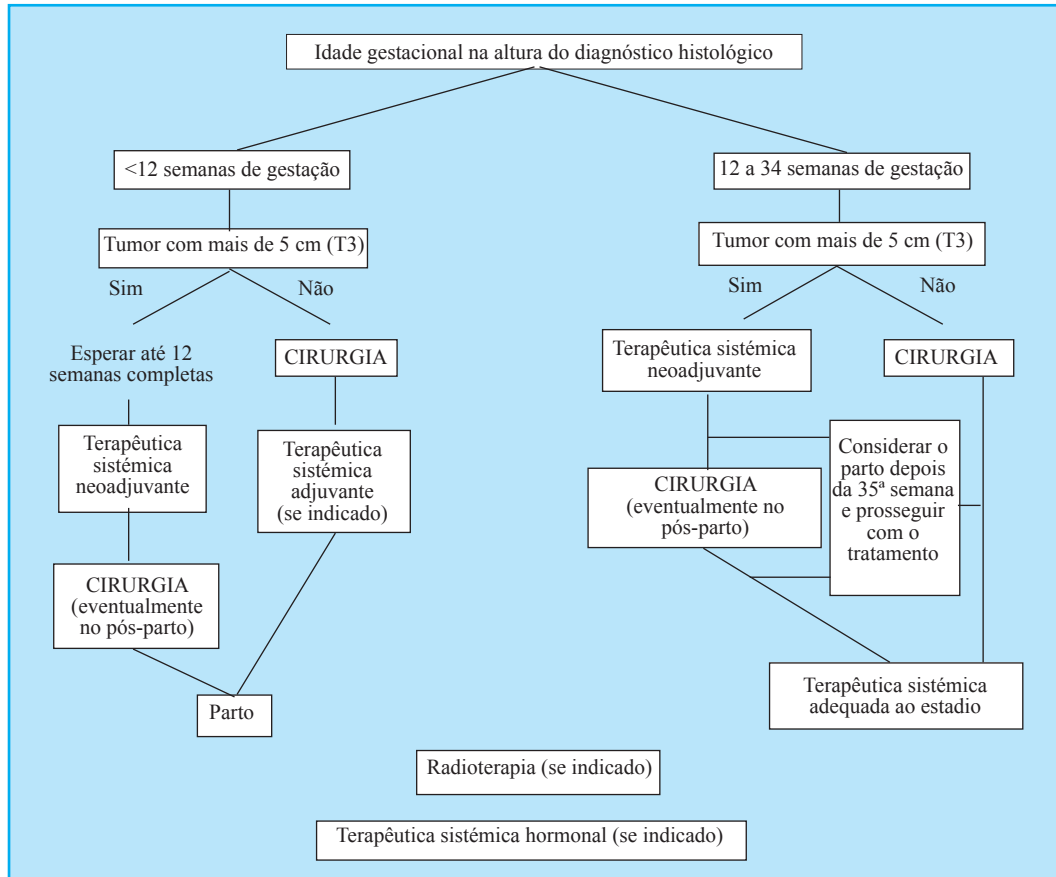 Idade gestacional na altura do diagnóstico histológico
<12 semanas de gestação
Tumor com mais de 5 cm (T3)
Sim
Não
Esperar até 12
semanas completas
Terapêutica
sistémica
neoadjuvante
CIRURGIA
(eventualmente
no pós-parto)
CIRURGIA
Terapêutica
sistémica
adjuvante
(se indicado)
Parto
12 a 34 semanas de gestação
Tumor com mais de 5 cm (T3)
Sim
Não
Terapêutica sistémica
neoadjuvante
CIRURGIA
(eventualmente no
pós-parto)
CIRURGIA
Considerar o
parto depois
da 35ª semana
e prosseguir
com o
tratamento
Terapêutica sistémica
adequada ao estadio
Radioterapia (se indicado)
Terapêutica sistémica hormonal (se indicado)